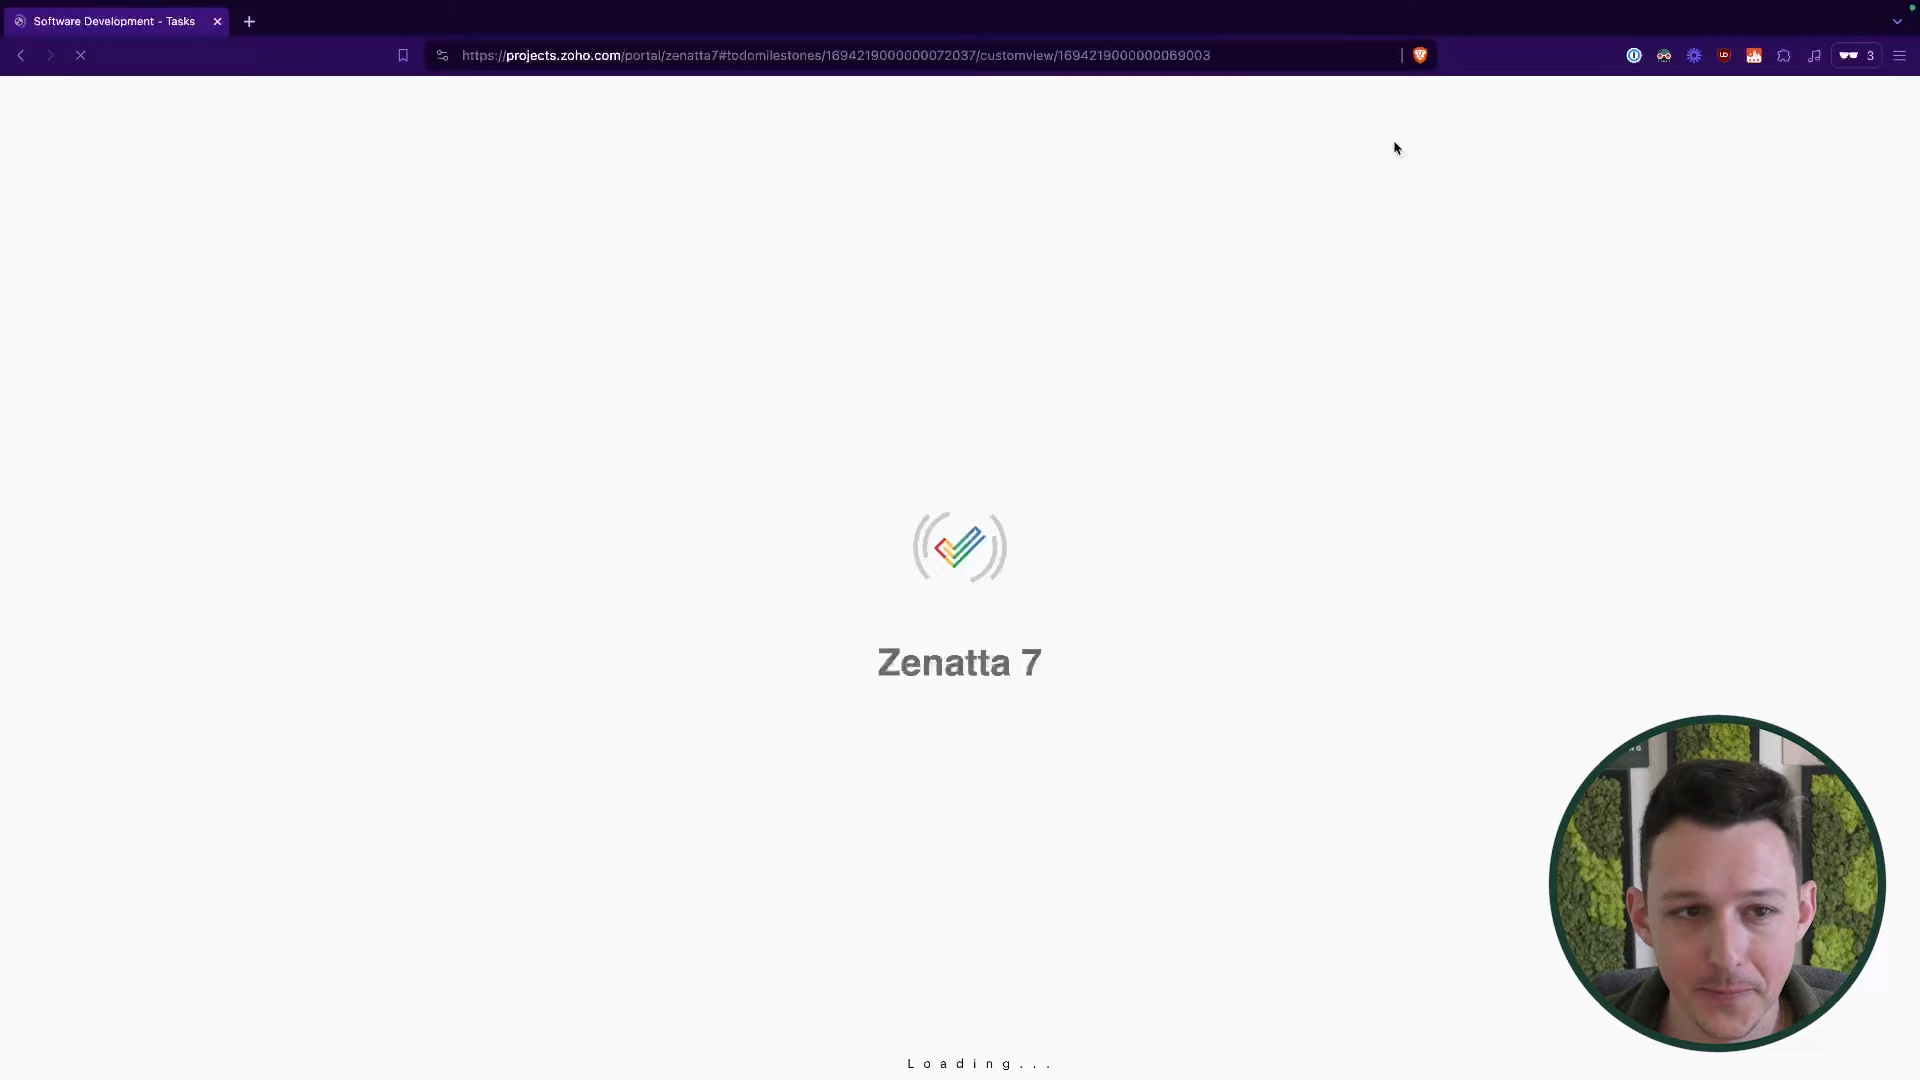 Software Development - Tasks
https://projects.zoho.com/portal/zenatta7#todomilestones/1694219000000072037/customview/1694219000000069003
3
Zenatta 7
Loading...